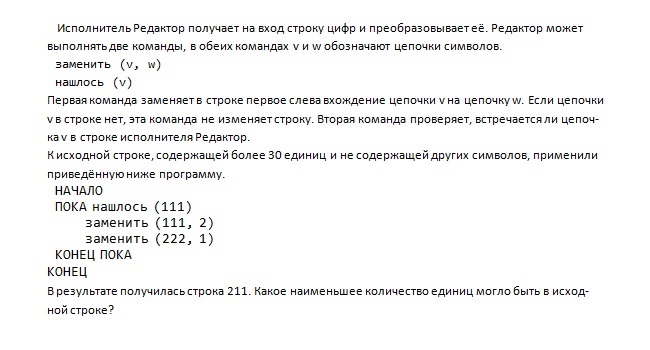 Исполнитель Редактор получает на вход строку цифр и преобразовывает её. Редактор может
выполнять две команды, в обеих командах v и w обозначают цепочки символов.
заменить (v, w)
нашлось (v)
Первая команда заменяет в строке первое слева вхождение цепочки v на цепочку w. Если цепочки
v в строке нет, эта команда не изменяет строку. Вторая команда проверяет, встречается ли цепоч-
ка v в строке исполнителя Редактор.
К исходной строке, содержащей более 30 единиц и не содержащей других символов, применили
приведённую ниже программу.
НАЧАЛО
ПОКА нашлось (111)
заменить (111, 2)
заменить (222, 1)
КОНЕЦ ПОКА
КОНЕЦ
В результате получилась строка 211. Какое наименьшее количество единиц могло быть в исход-
ной строке?